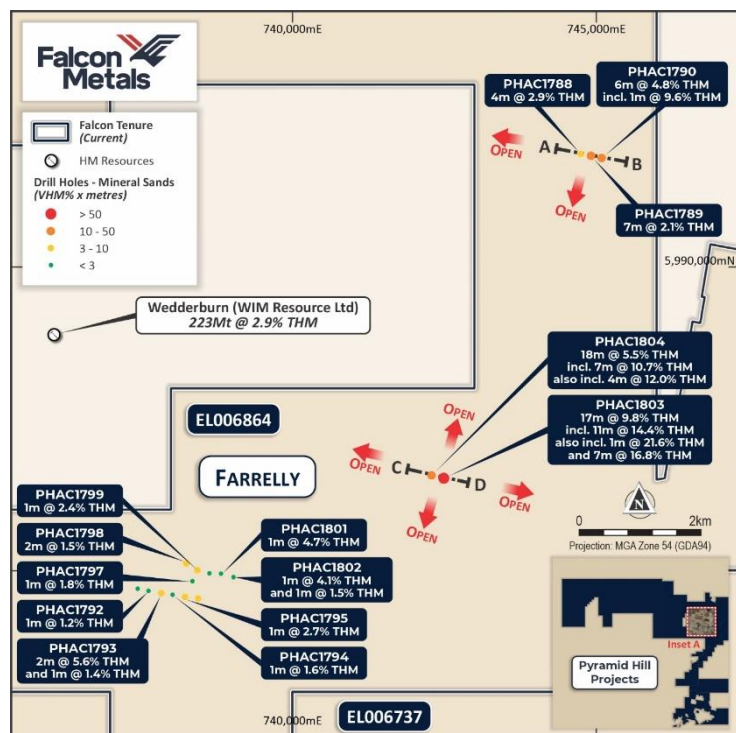 740,000mE
745,000mE
Falcon
Metals
Falcon Tenure
(Current)
HM Resources
Drill Holes - Mineral Sands
(VHM% x metres)
> 50
10 - 50
3 - 10
< 3
PHAC1788
4m @ 2.9% THM
PHAC1790
6m @ 4.8% THM
incl. 1m @ 9.6% THM
OPEN
A
B
OPEN
PHAC1789
7m @ 2.1% THM
5,990,000mN
Wedderburn (WIM Resource Ltd)
223Mt @ 2.9% THM
PHAC1804
18m @ 5.5% THM
incl. 7m @ 10.7% THM
also incl. 4m @ 12.0% THM
PHAC1803
17m @ 9.8% THM
incl. 11m @ 14.4% THM
also incl. 1m @ 21.6% THM
and 7m @ 16.8% THM
EL006864
FARRELLY
OPEN
OPEN
C
D
OPEN
OPEN
N
0 2km
Projection: MGA Zone 54 (GDA94)
PHAC1799
1m @ 2.4% THM
PHAC1798
2m @ 1.5% THM
PHAC1797
1m @ 1.8% THM
PHAC1792
1m @ 1.2% THM
PHAC1793
2m @ 5.6% THM
and 1m @ 1.4% THM
PHAC1801
1m @ 4.7% THM
PHAC1802
1m @ 4.1% THM
and 1m @ 1.5% THM
PHAC1795
1m @ 2.7% THM
PHAC1794
1m @ 1.6% THM
Inset A
Pyramid Hill
Projects
740,000mE
EL006737